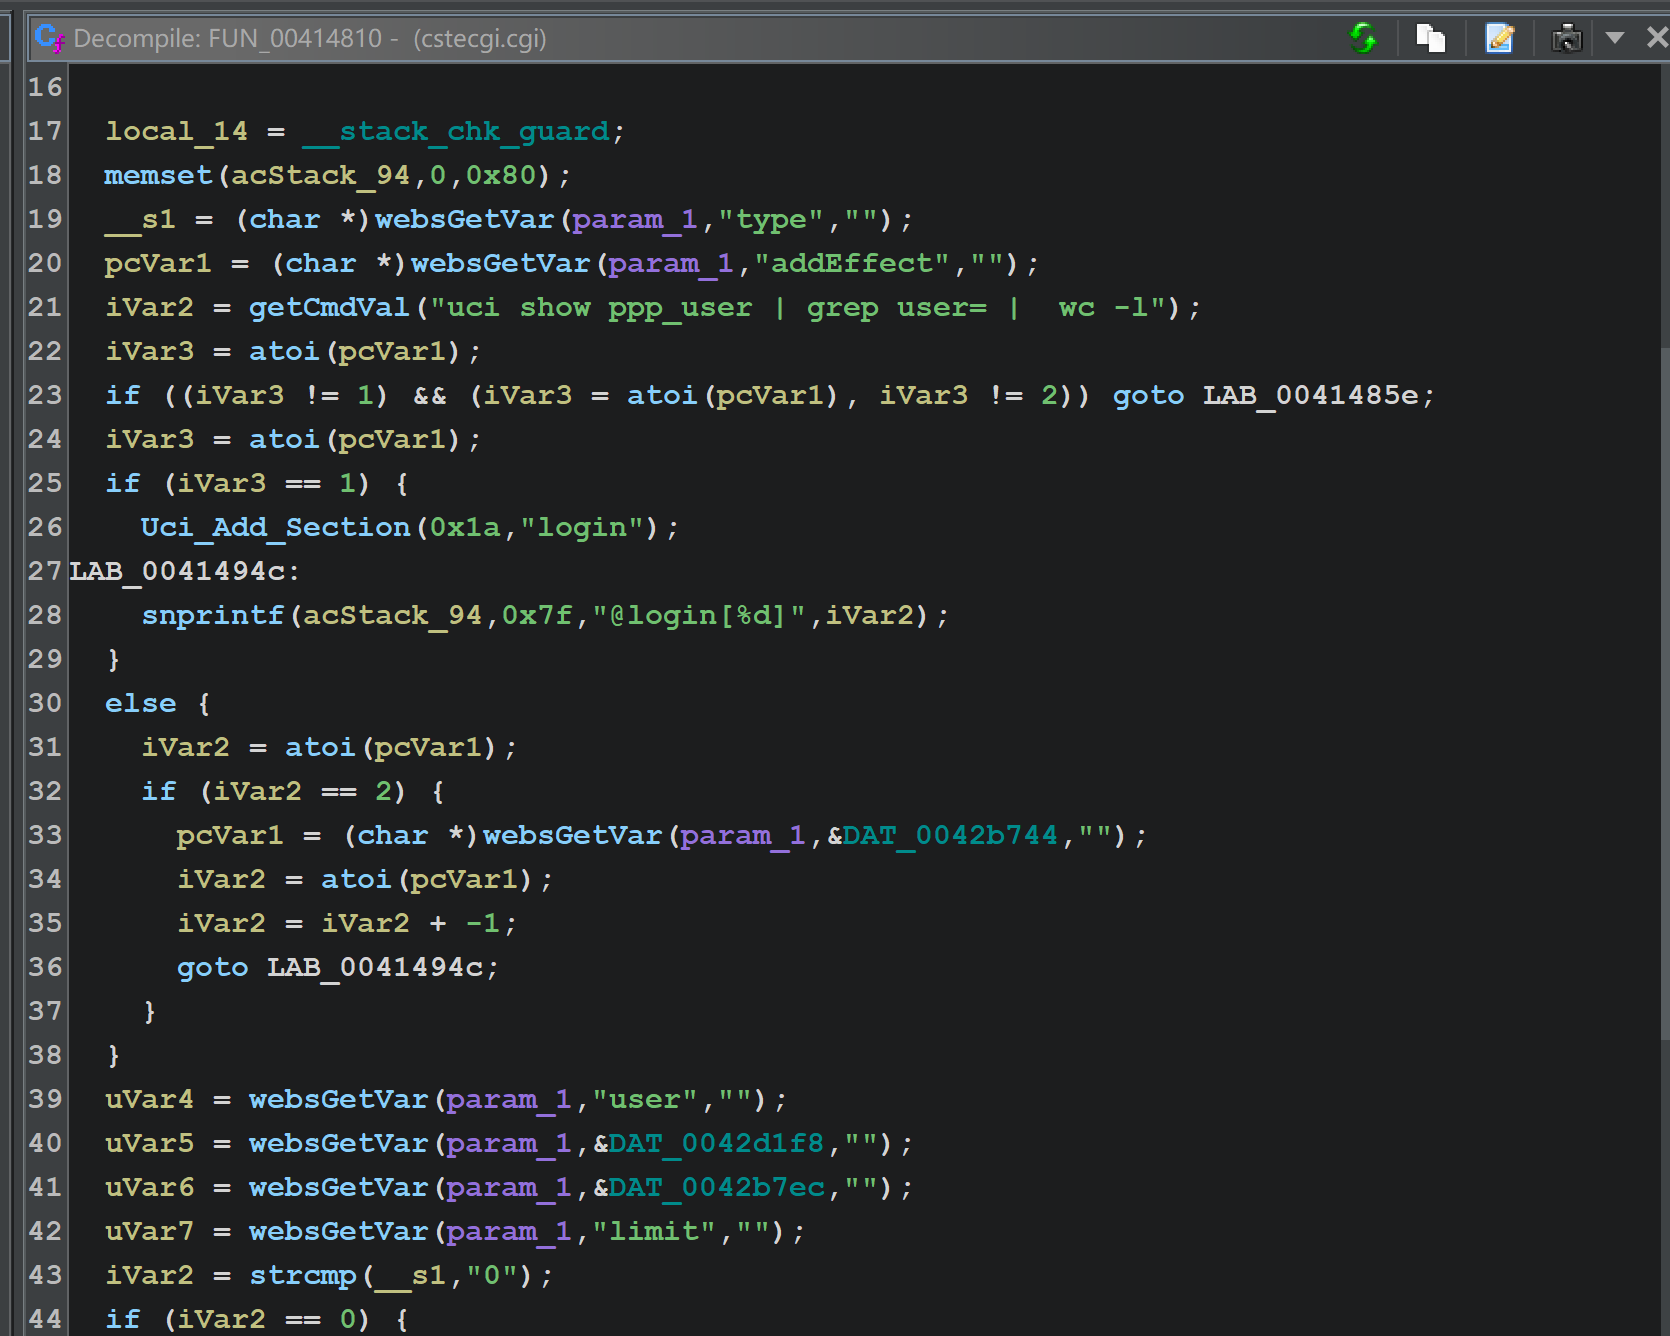 Decompile: FUN_00414810 - (cstecgi.cgi)
16
17 local_14 = __stack_chk_guard;
18 memset(acStack_94,0,0x80);
19 __s1 = (char *)websGetVar(param_1,"type","");
20 pcVar1 = (char *)websGetVar(param_1,"addEffect","");
21 iVar2 = getCmdVal("uci show ppp_user | grep user= |  wc -l");
22 iVar3 = atoi(pcVar1);
23 if ((iVar3 != 1) && (iVar3 = atoi(pcVar1), iVar3 != 2)) goto LAB_0041485e;
24 iVar3 = atoi(pcVar1);
25 if (iVar3 == 1) {
26 Uci_Add_Section(0x1a,"login");
27 LAB_0041494c:
28 snprintf(acStack_94,0x7f,"@login[%d]",iVar2);
29 }
30 else {
31 iVar2 = atoi(pcVar1);
32 if (iVar2 == 2) {
33 pcVar1 = (char *)websGetVar(param_1,&DAT_0042b744,"");
34 iVar2 = atoi(pcVar1);
35 iVar2 = iVar2 + -1;
36 goto LAB_0041494c;
37 }
38 }
39 uVar4 = websGetVar(param_1,"user","");
40 uVar5 = websGetVar(param_1,&DAT_0042d1f8,"");
41 uVar6 = websGetVar(param_1,&DAT_0042b7ec,"");
42 uVar7 = websGetVar(param_1,"limit","");
43 iVar2 = strcmp(__s1,"0");
44 if (iVar2 == 0) {